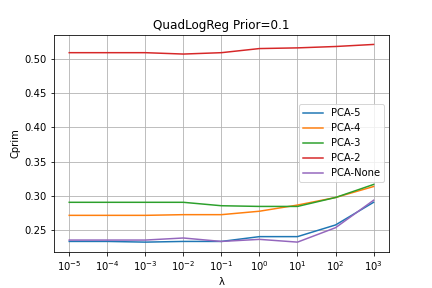 QuadLogReg Prior=0.1
Cprim
0.50
0.45
0.40
0.35
0.30
0.25
PCA-5
PCA-4
PCA-3
PCA-2
PCA-None
10⁻⁵ 10⁻⁴ 10⁻³ 10⁻² 10⁻¹ 10⁰ 10¹ 10² 10³
λ